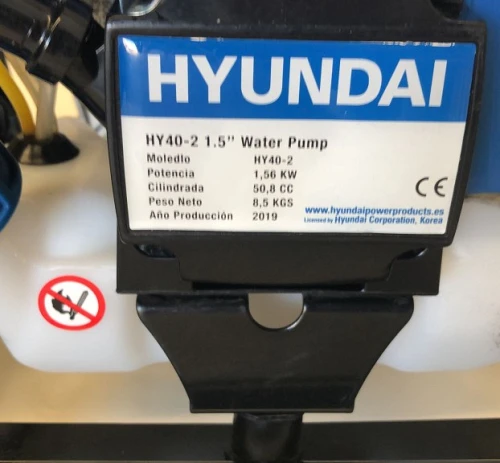 HYUNDAI
HY40-2 1.5" Water Pump
Moledlo HY40-2
Potencia 1,56 KW
Cilindrada 50,8 CC
Peso Neto 8,5 KGS
Año Producción 2019
CE
www.hyundaipowerproducts.es
Licensed by Hyundai Corporation, Korea